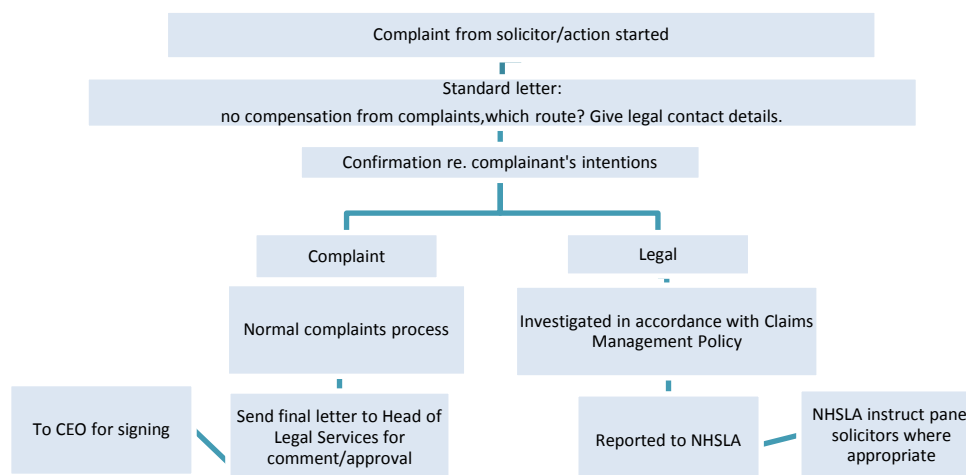 Complaint from solicitor/action started
Standard letter:
no compensation from complaints,which route? Give legal contact details.
Confirmation re. complainant's intentions
Complaint
Legal
Normal complaints process
Investigated in accordance with Claims
Management Policy
To CEO for signing
Send final letter to Head of
Legal Services for
comment/approval
Reported to NHSLA
NHSLA instruct pane
solicitors where
appropriate